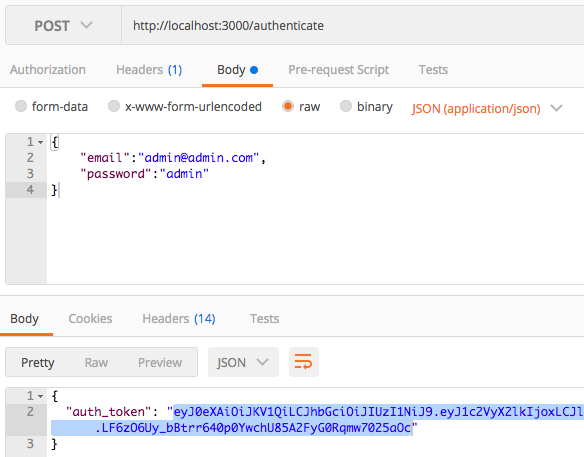 POST http://localhost:3000/authenticate
Authorization Headers (1) Body Pre-request Script Tests
form-data x-www-form-urlencoded raw binary JSON (application/json)
1 {
2 "email":"admin@admin.com",
3 "password":"admin"
4 }
Body Cookies Headers (14) Tests
Pretty Raw Preview JSON
1 {
2 "auth_token": "eyJ0eXAiOiJKV1QiLCJhbGciOiJIUzI1NiJ9.eyJ1c2VyX2lkIjoxLCJl
.LF6zO6Uy_bBtrr640p0YwchU85A2FyG0Rqmw7025aOc"
3 }